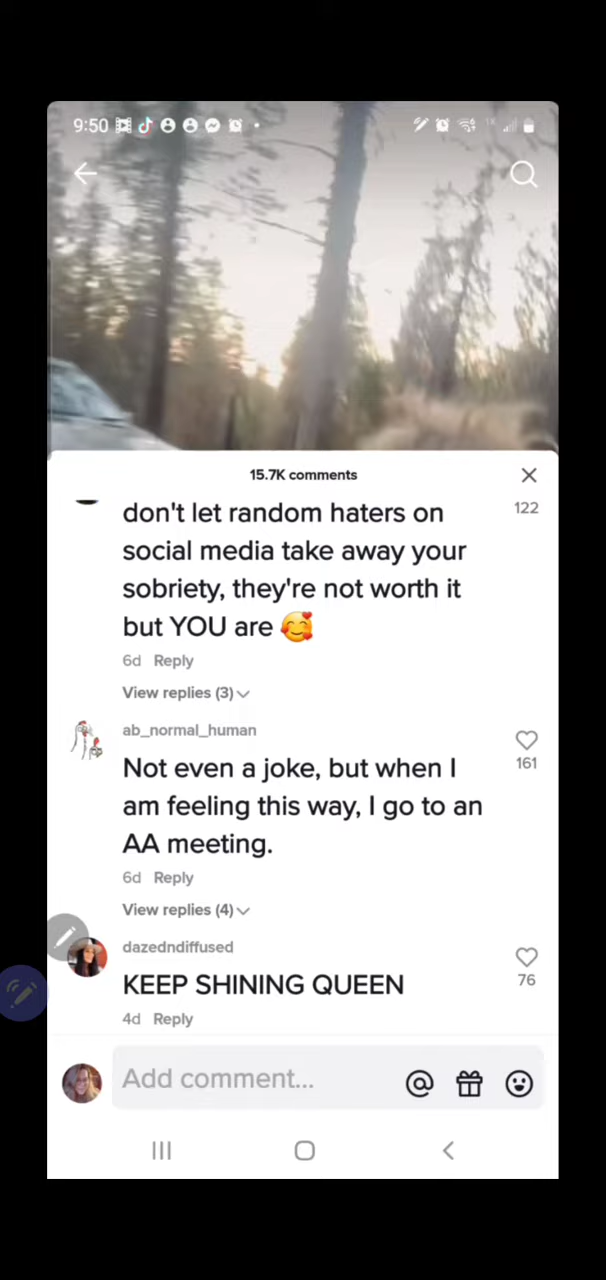 9:50
15.7K comments
don't let random haters on
122
social media take away your
sobriety, they're not worth it
but YOU are 🥰
6d Reply
View replies (3)
ab_normal_human
Not even a joke, but when I
161
am feeling this way, I go to an
AA meeting.
6d Reply
View replies (4)
dazedndiffused
KEEP SHINING QUEEN
76
4d Reply
Add comment...